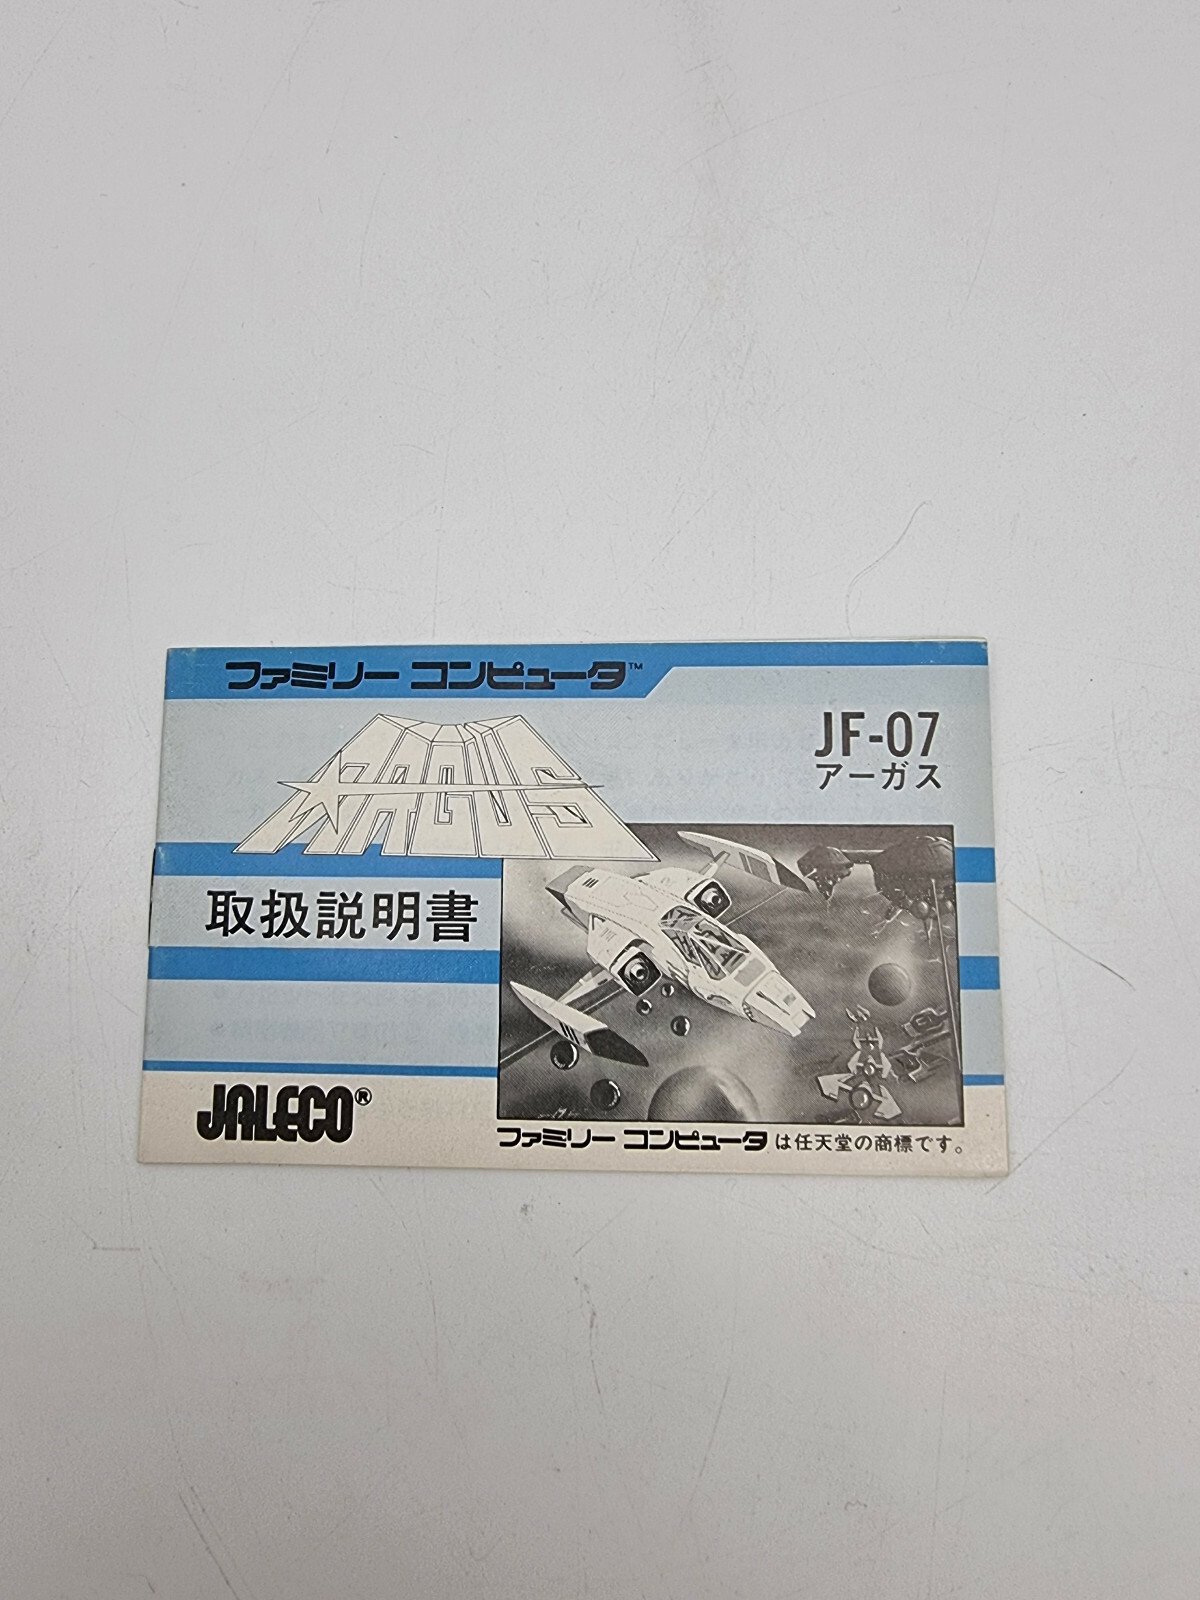 ファミリー コンピュータ™
ARGUS
JF-07
アーガス
取扱説明書
JALECO®
ファミリー コンピュータ は任天堂の商標です。